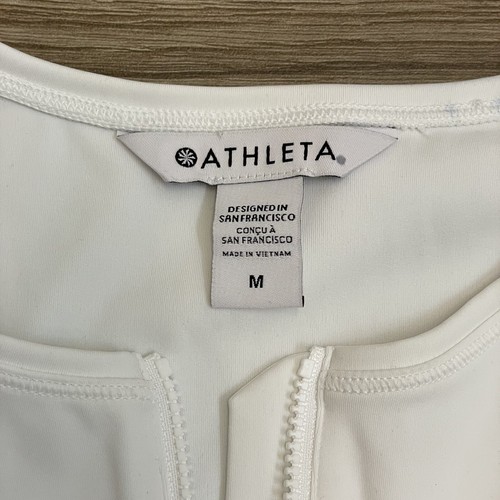 ATHLETA
DESIGNED IN
SAN FRANCISCO
CONÇU À
SAN FRANCISCO
MADE IN VIETNAM
M